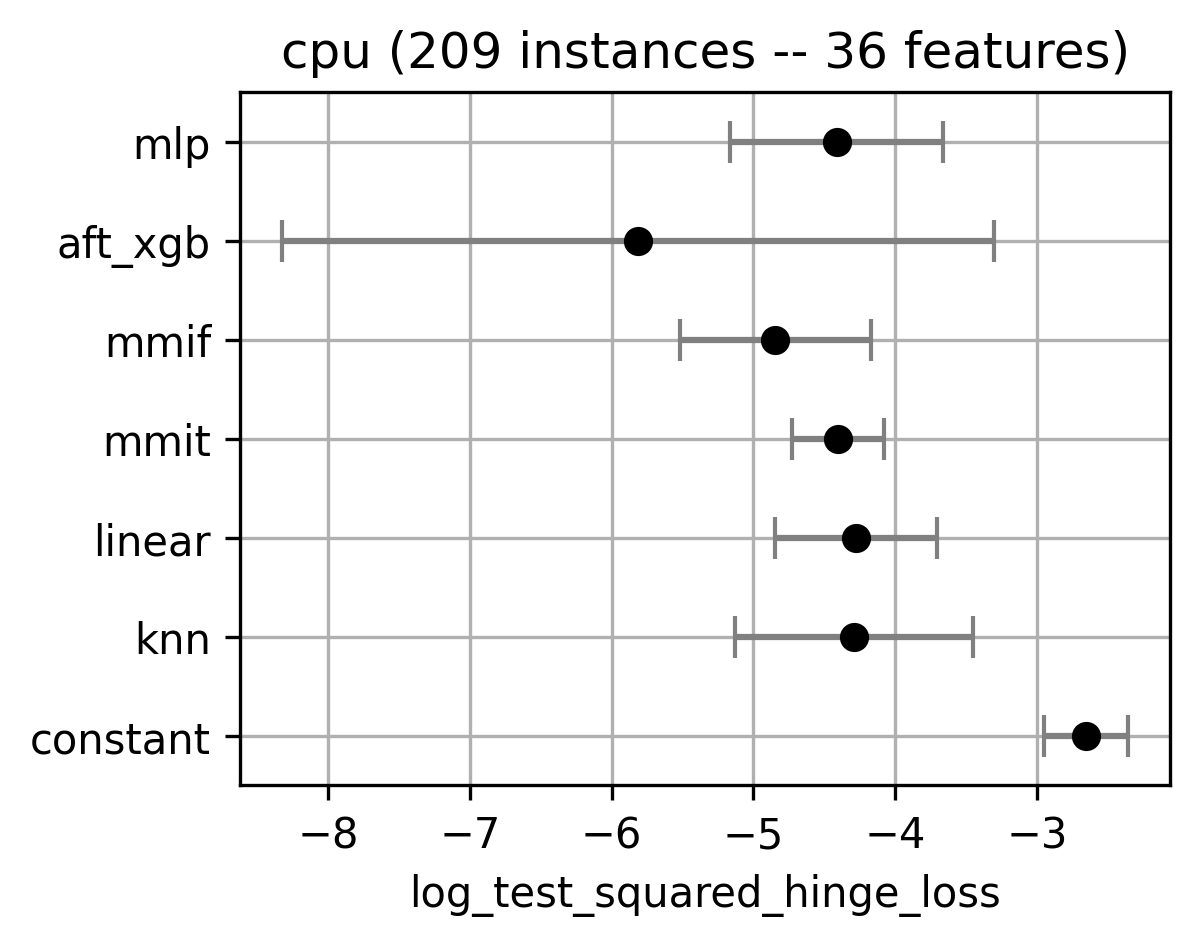 cpu (209 instances -- 36 features)
mlp
aft_xgb
mmif
mmit
linear
knn
constant
−8 −7 −6 −5 −4 −3
log_test_squared_hinge_loss